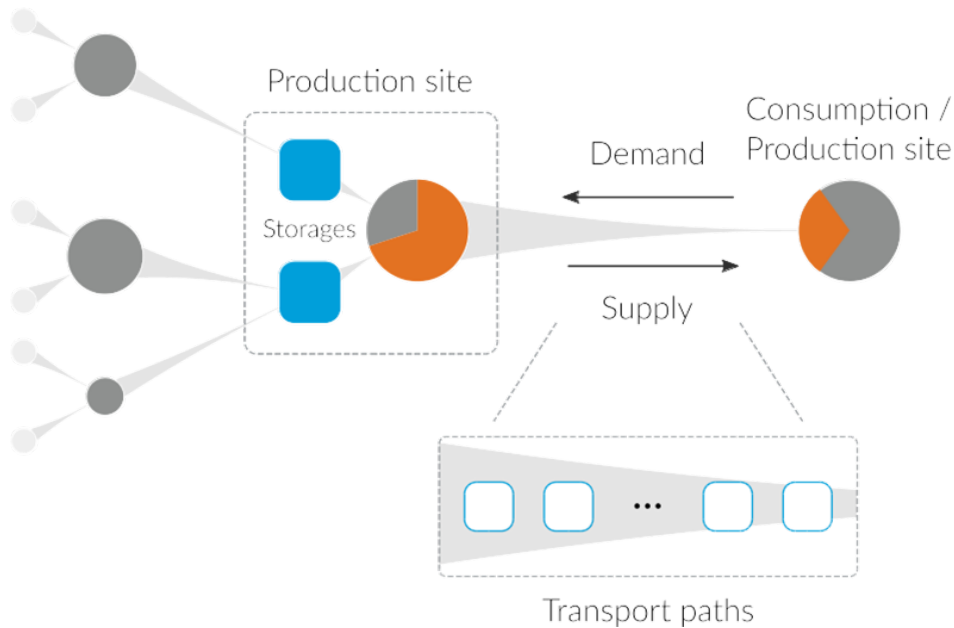 Production site
Consumption /
Production site
Demand
Storages
Supply
...
Transport paths